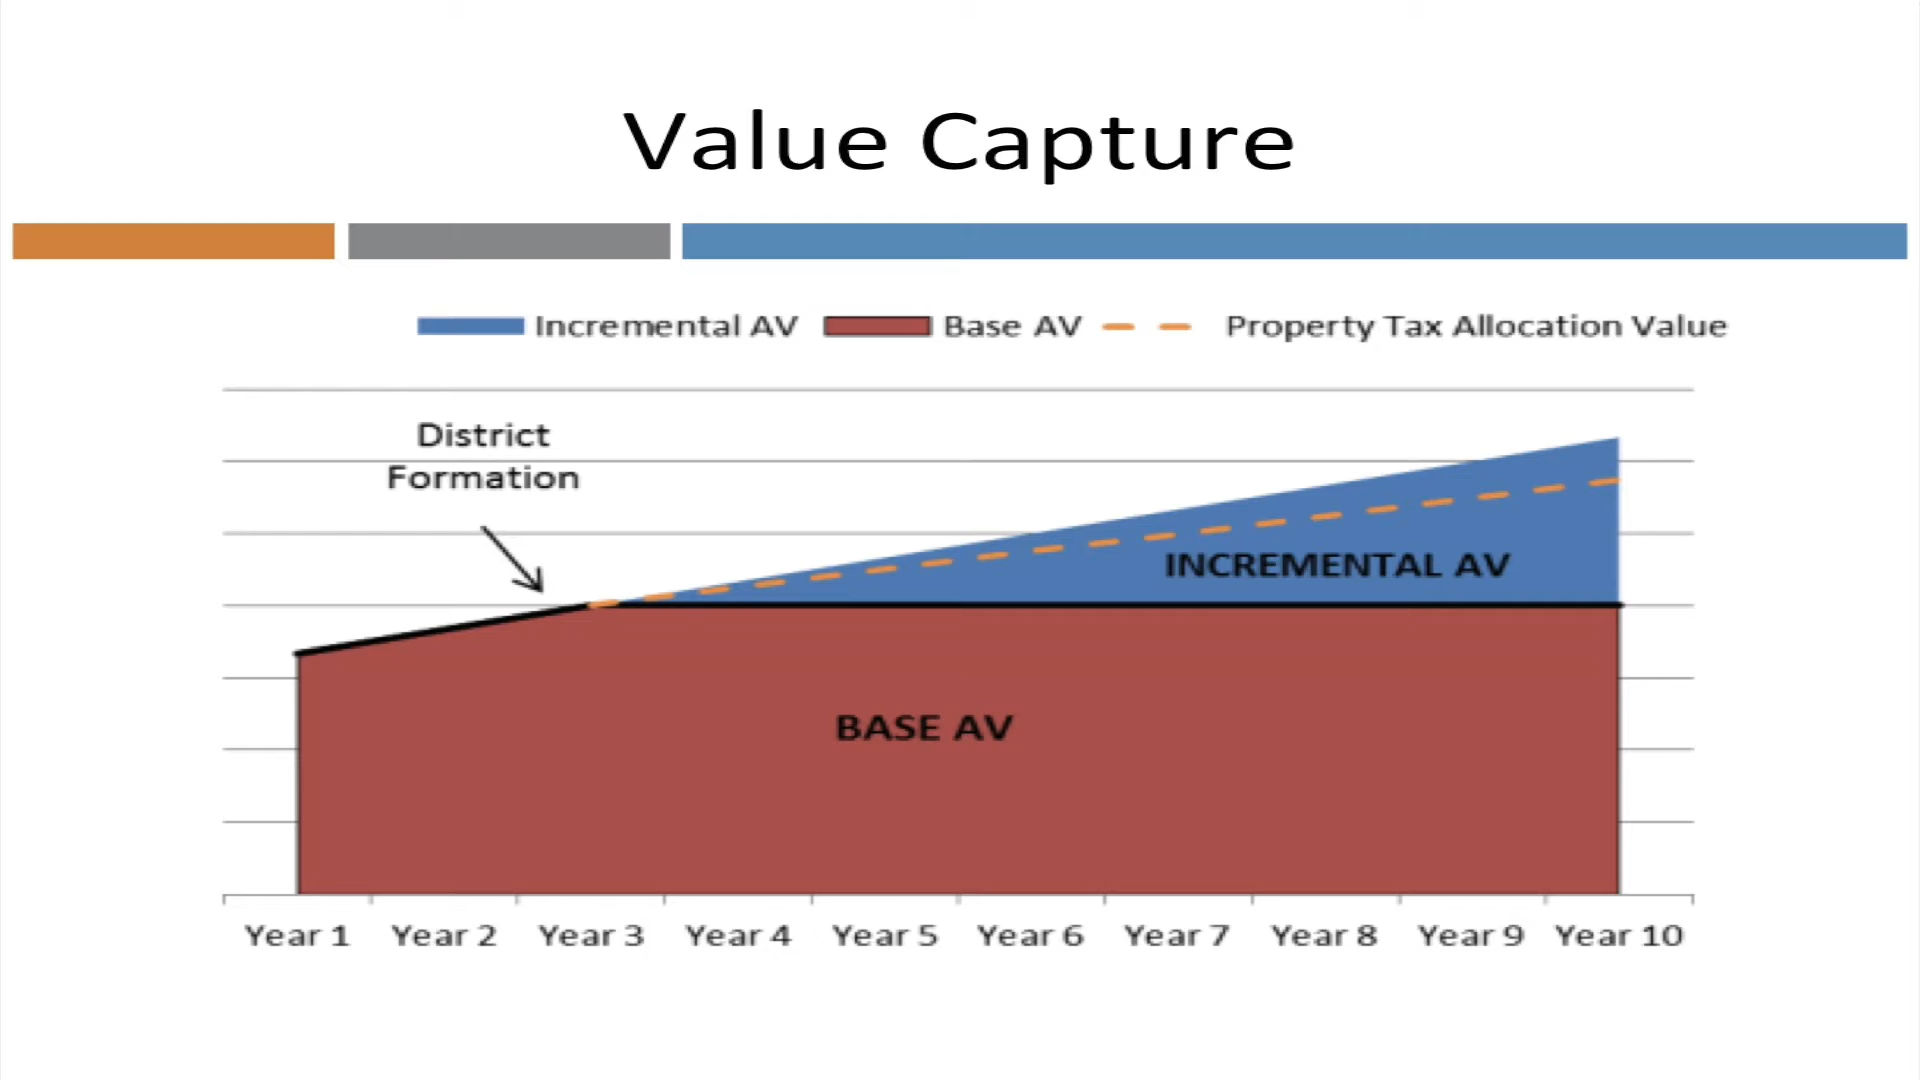 Value Capture
Incremental AV Base AV Property Tax Allocation Value
District
Formation
INCREMENTAL AV
BASE AV
Year 1 Year 2 Year 3 Year 4 Year 5 Year 6 Year 7 Year 8 Year 9 Year 10